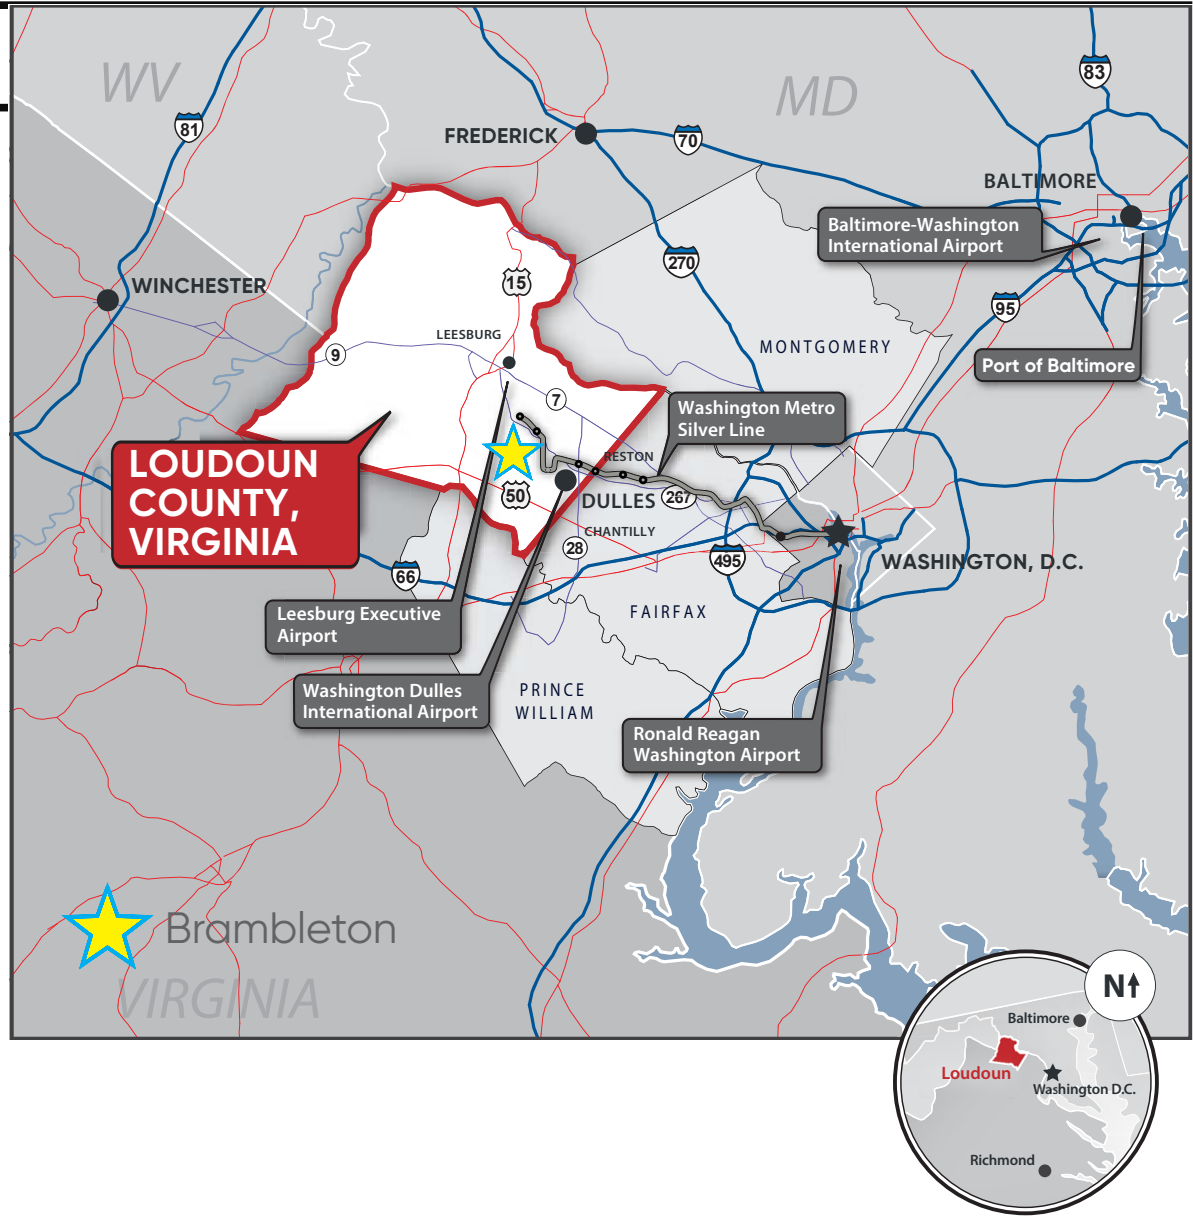 WV
MD
83
81
FREDERICK
70
BALTIMORE
Baltimore-Washington
International Airport
270
15
WINCHESTER
95
LEESBURG
9
MONTGOMERY
Port of Baltimore
7
Washington Metro
Silver Line
LOUDOUN
COUNTY,
VIRGINIA
RESTON
50
DULLES
267
CHANTILLY
28
495
WASHINGTON, D.C.
66
Leesburg Executive
Airport
FAIRFAX
Washington Dulles
International Airport
PRINCE
WILLIAM
Ronald Reagan
Washington Airport
Brambleton
VIRGINIA
N
Baltimore
Loudoun
Washington D.C.
Richmond